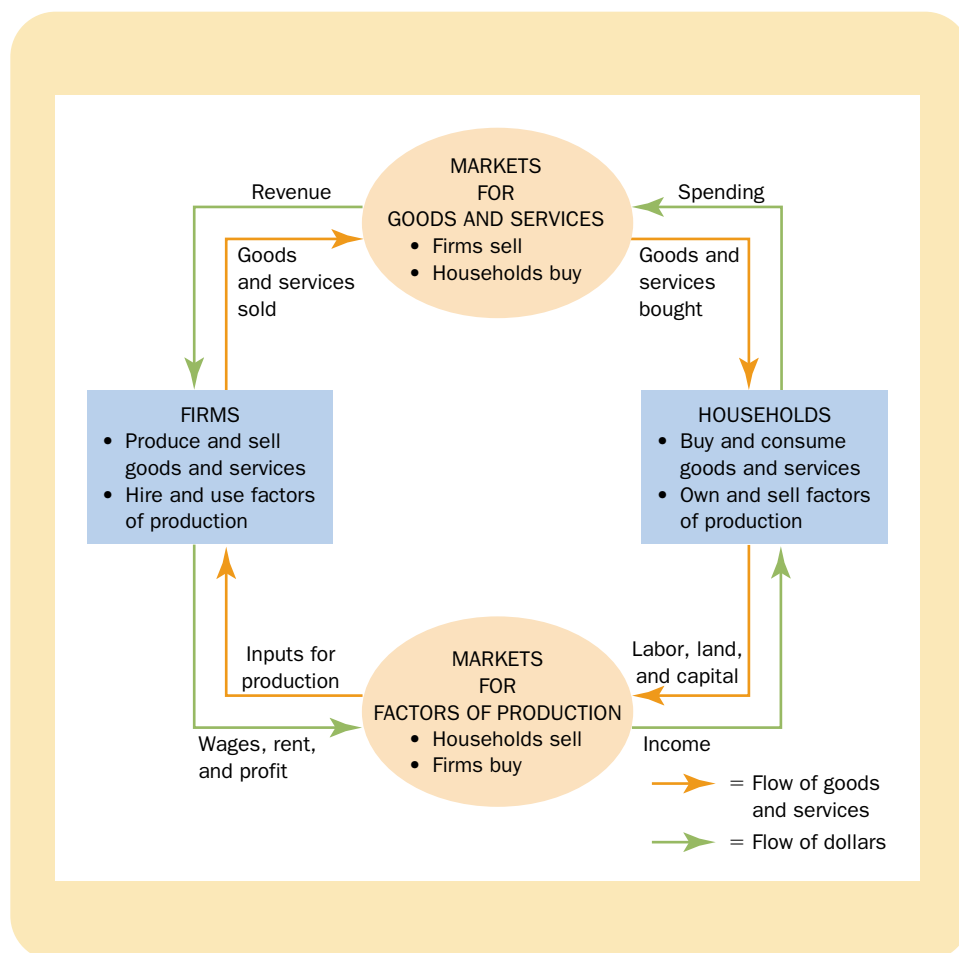 MARKETS
FOR
GOODS AND SERVICES
• Firms sell
• Households buy
Revenue
Goods
and services
sold
Spending
Goods and
services
bought
FIRMS
• Produce and sell
goods and services
• Hire and use factors
of production
HOUSEHOLDS
• Buy and consume
goods and services
• Own and sell factors
of production
Inputs for
production
Wages, rent,
and profit
MARKETS
FOR
FACTORS OF PRODUCTION
• Households sell
• Firms buy
Labor, land,
and capital
Income
= Flow of goods
and services
= Flow of dollars